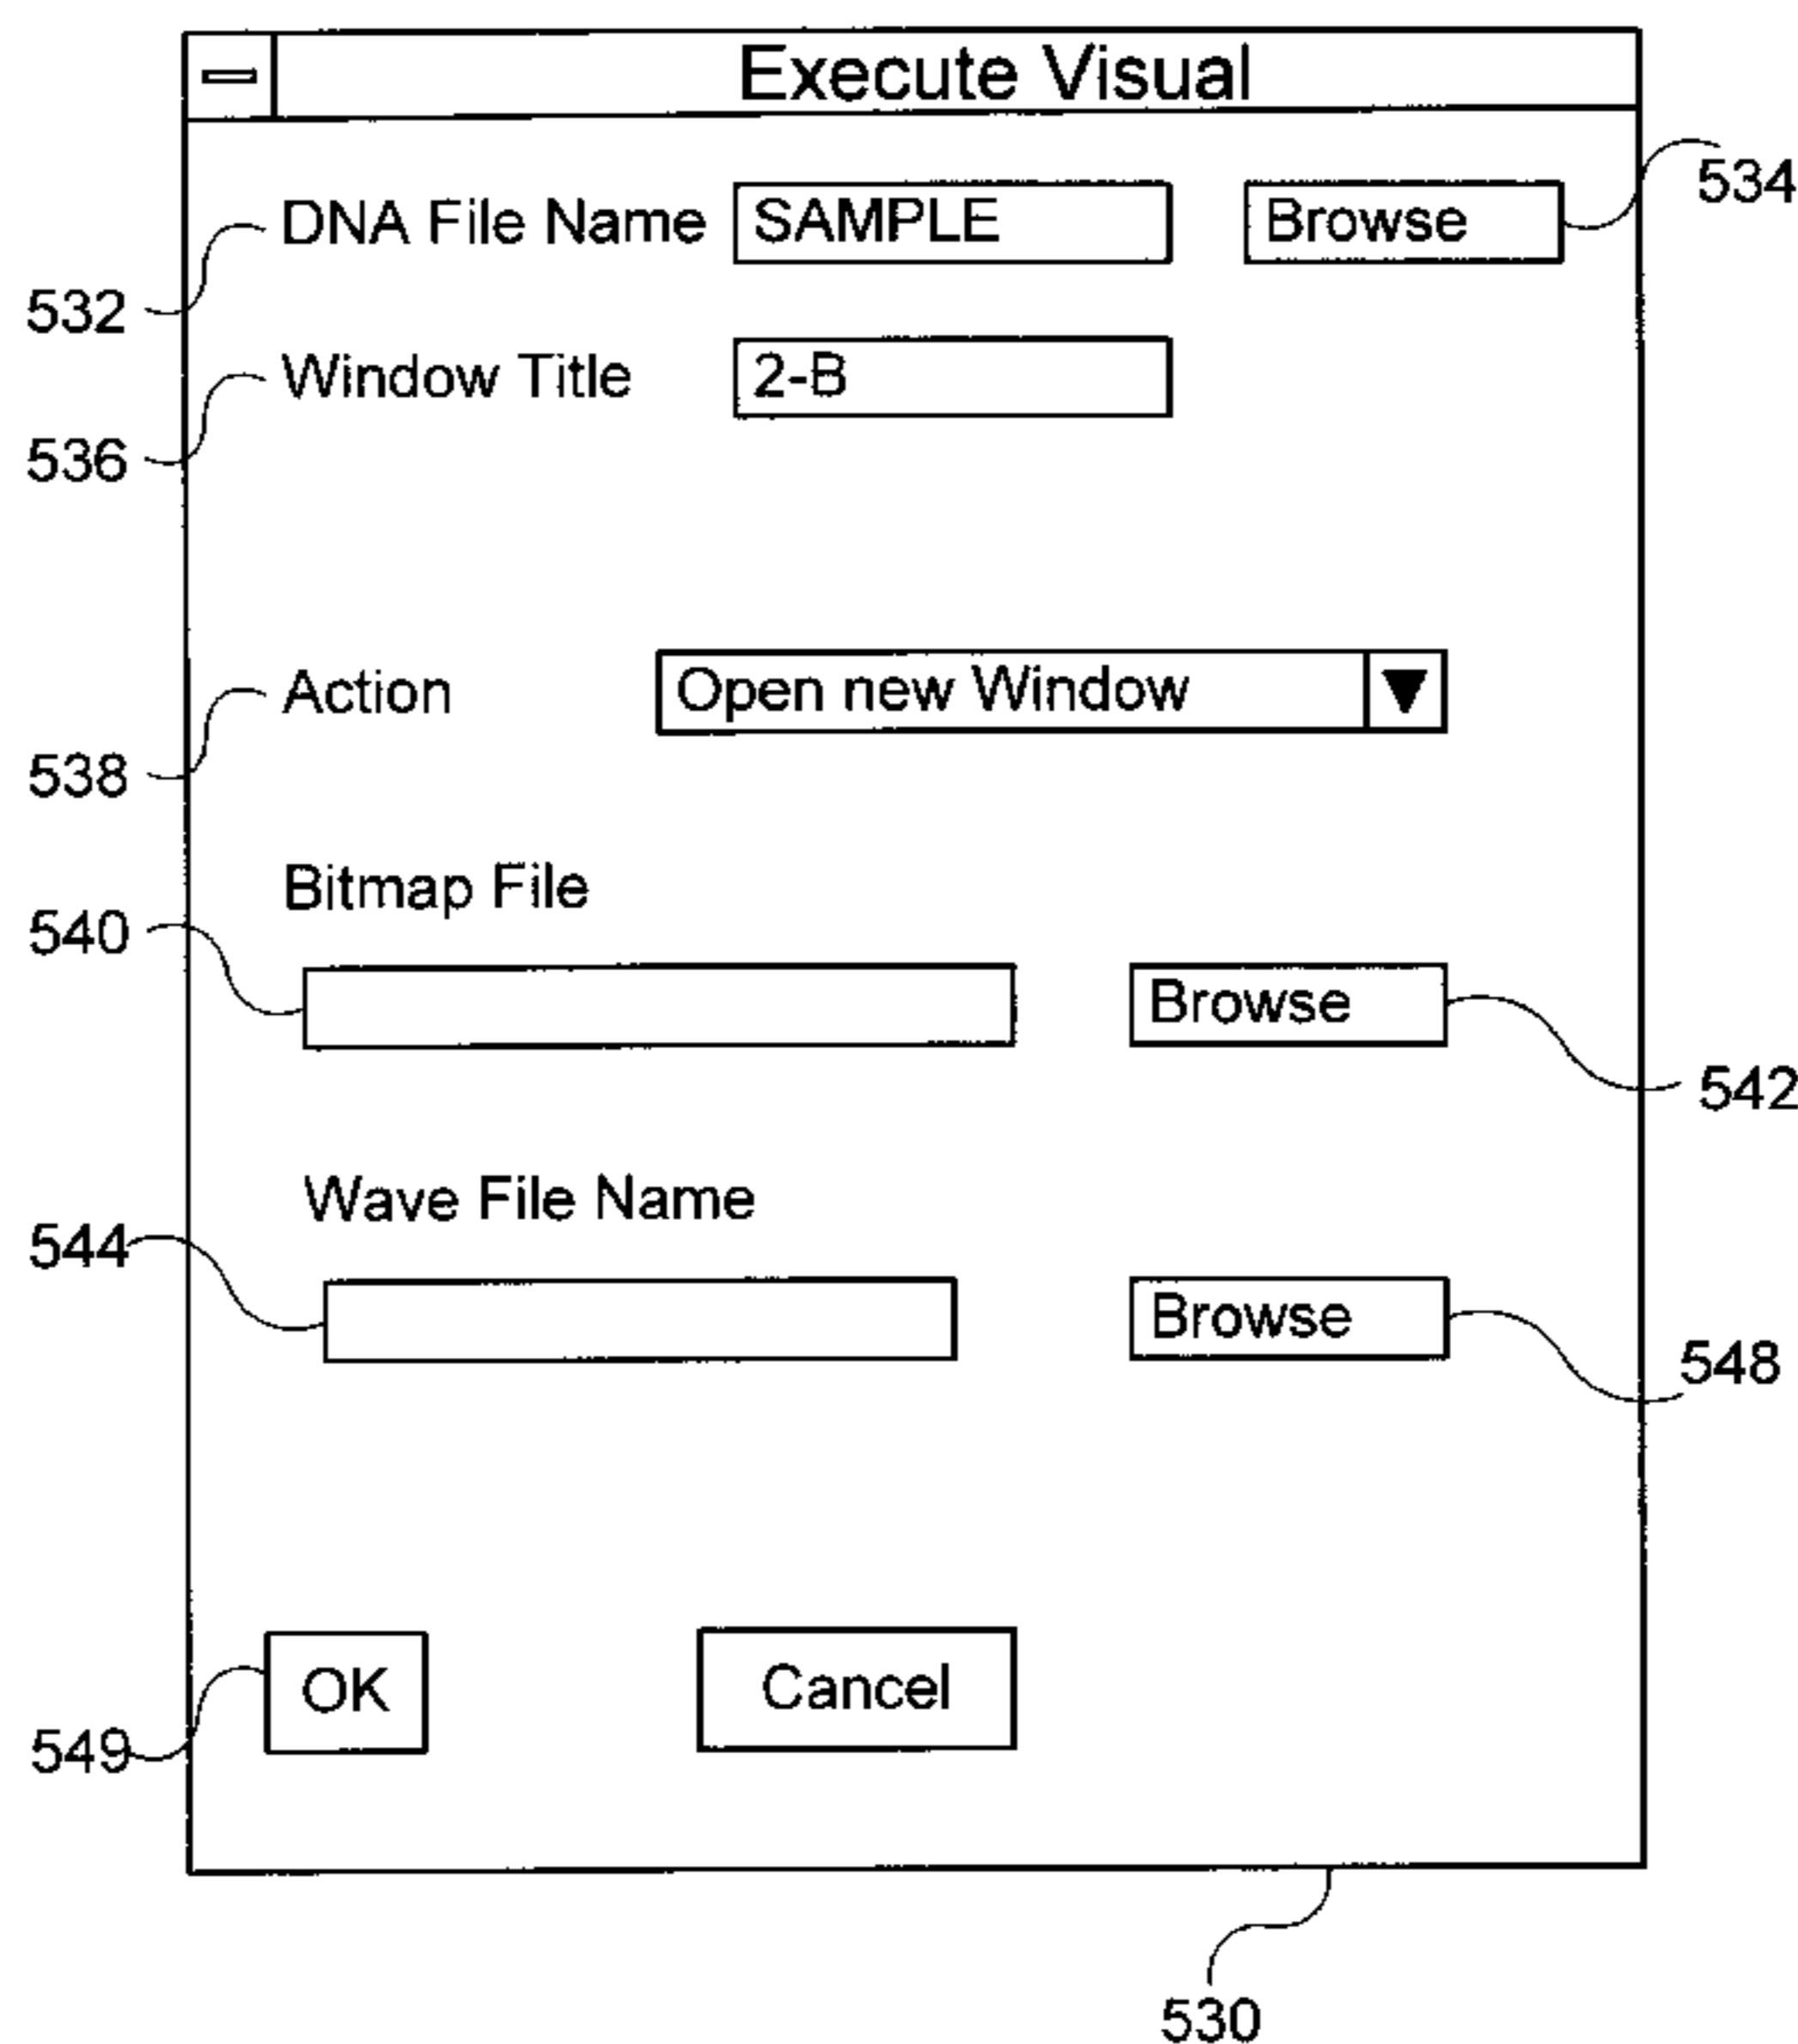 Execute Visual
534
DNA File Name SAMPLE Browse
532
Window Title 2-B
536
Action Open new Window
538
Bitmap File
540
Browse
542
Wave File Name
544
Browse
548
OK Cancel
549
530